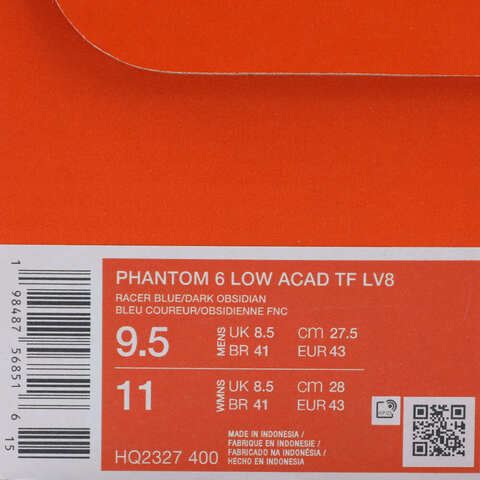 PHANTOM 6 LOW ACAD TF LV8
RACER BLUE/DARK OBSIDIAN
BLEU COUREUR/OBSIDIENNE FNC
9.5 MENS UK 8.5 CM 27.5
BR 41 EUR 43
11 WMNS UK 8.5 CM 28
BR 41 EUR 43
MADE IN INDONESIA /
FABRIQUE EN INDONESIE /
FABRICADO NA INDONÉSIA /
HECHO EN INDONESIA
HQ2327 400
1 98487 56851 6 15